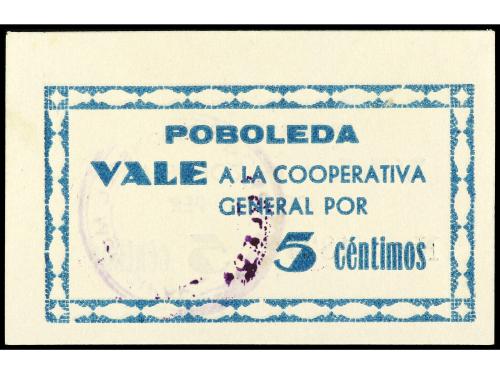 POBOLEDA
VALE A LA COOPERATIVA
GENERAL POR
5 céntimos